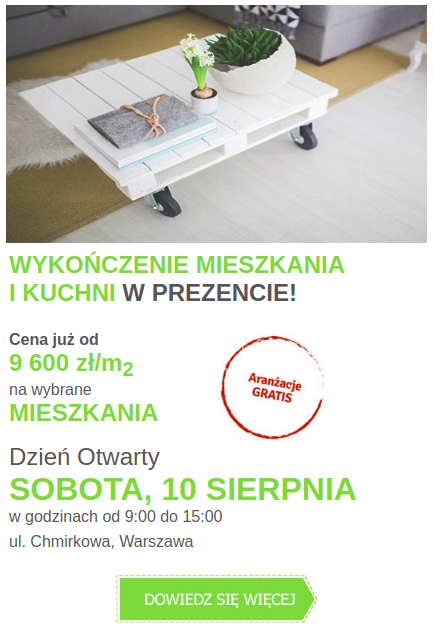 WYKOŃCZENIE MIESZKANIA
I KUCHNI W PREZENCIE!
Cena już od
9 600 zł/m2
na wybrane
MIESZKANIA
Aranżacje
GRATIS
Dzień Otwarty
SOBOTA, 10 SIERPNIA
w godzinach od 9:00 do 15:00
ul. Chmirkowa, Warszawa
DOWIEDZ SIĘ WIĘCEJ